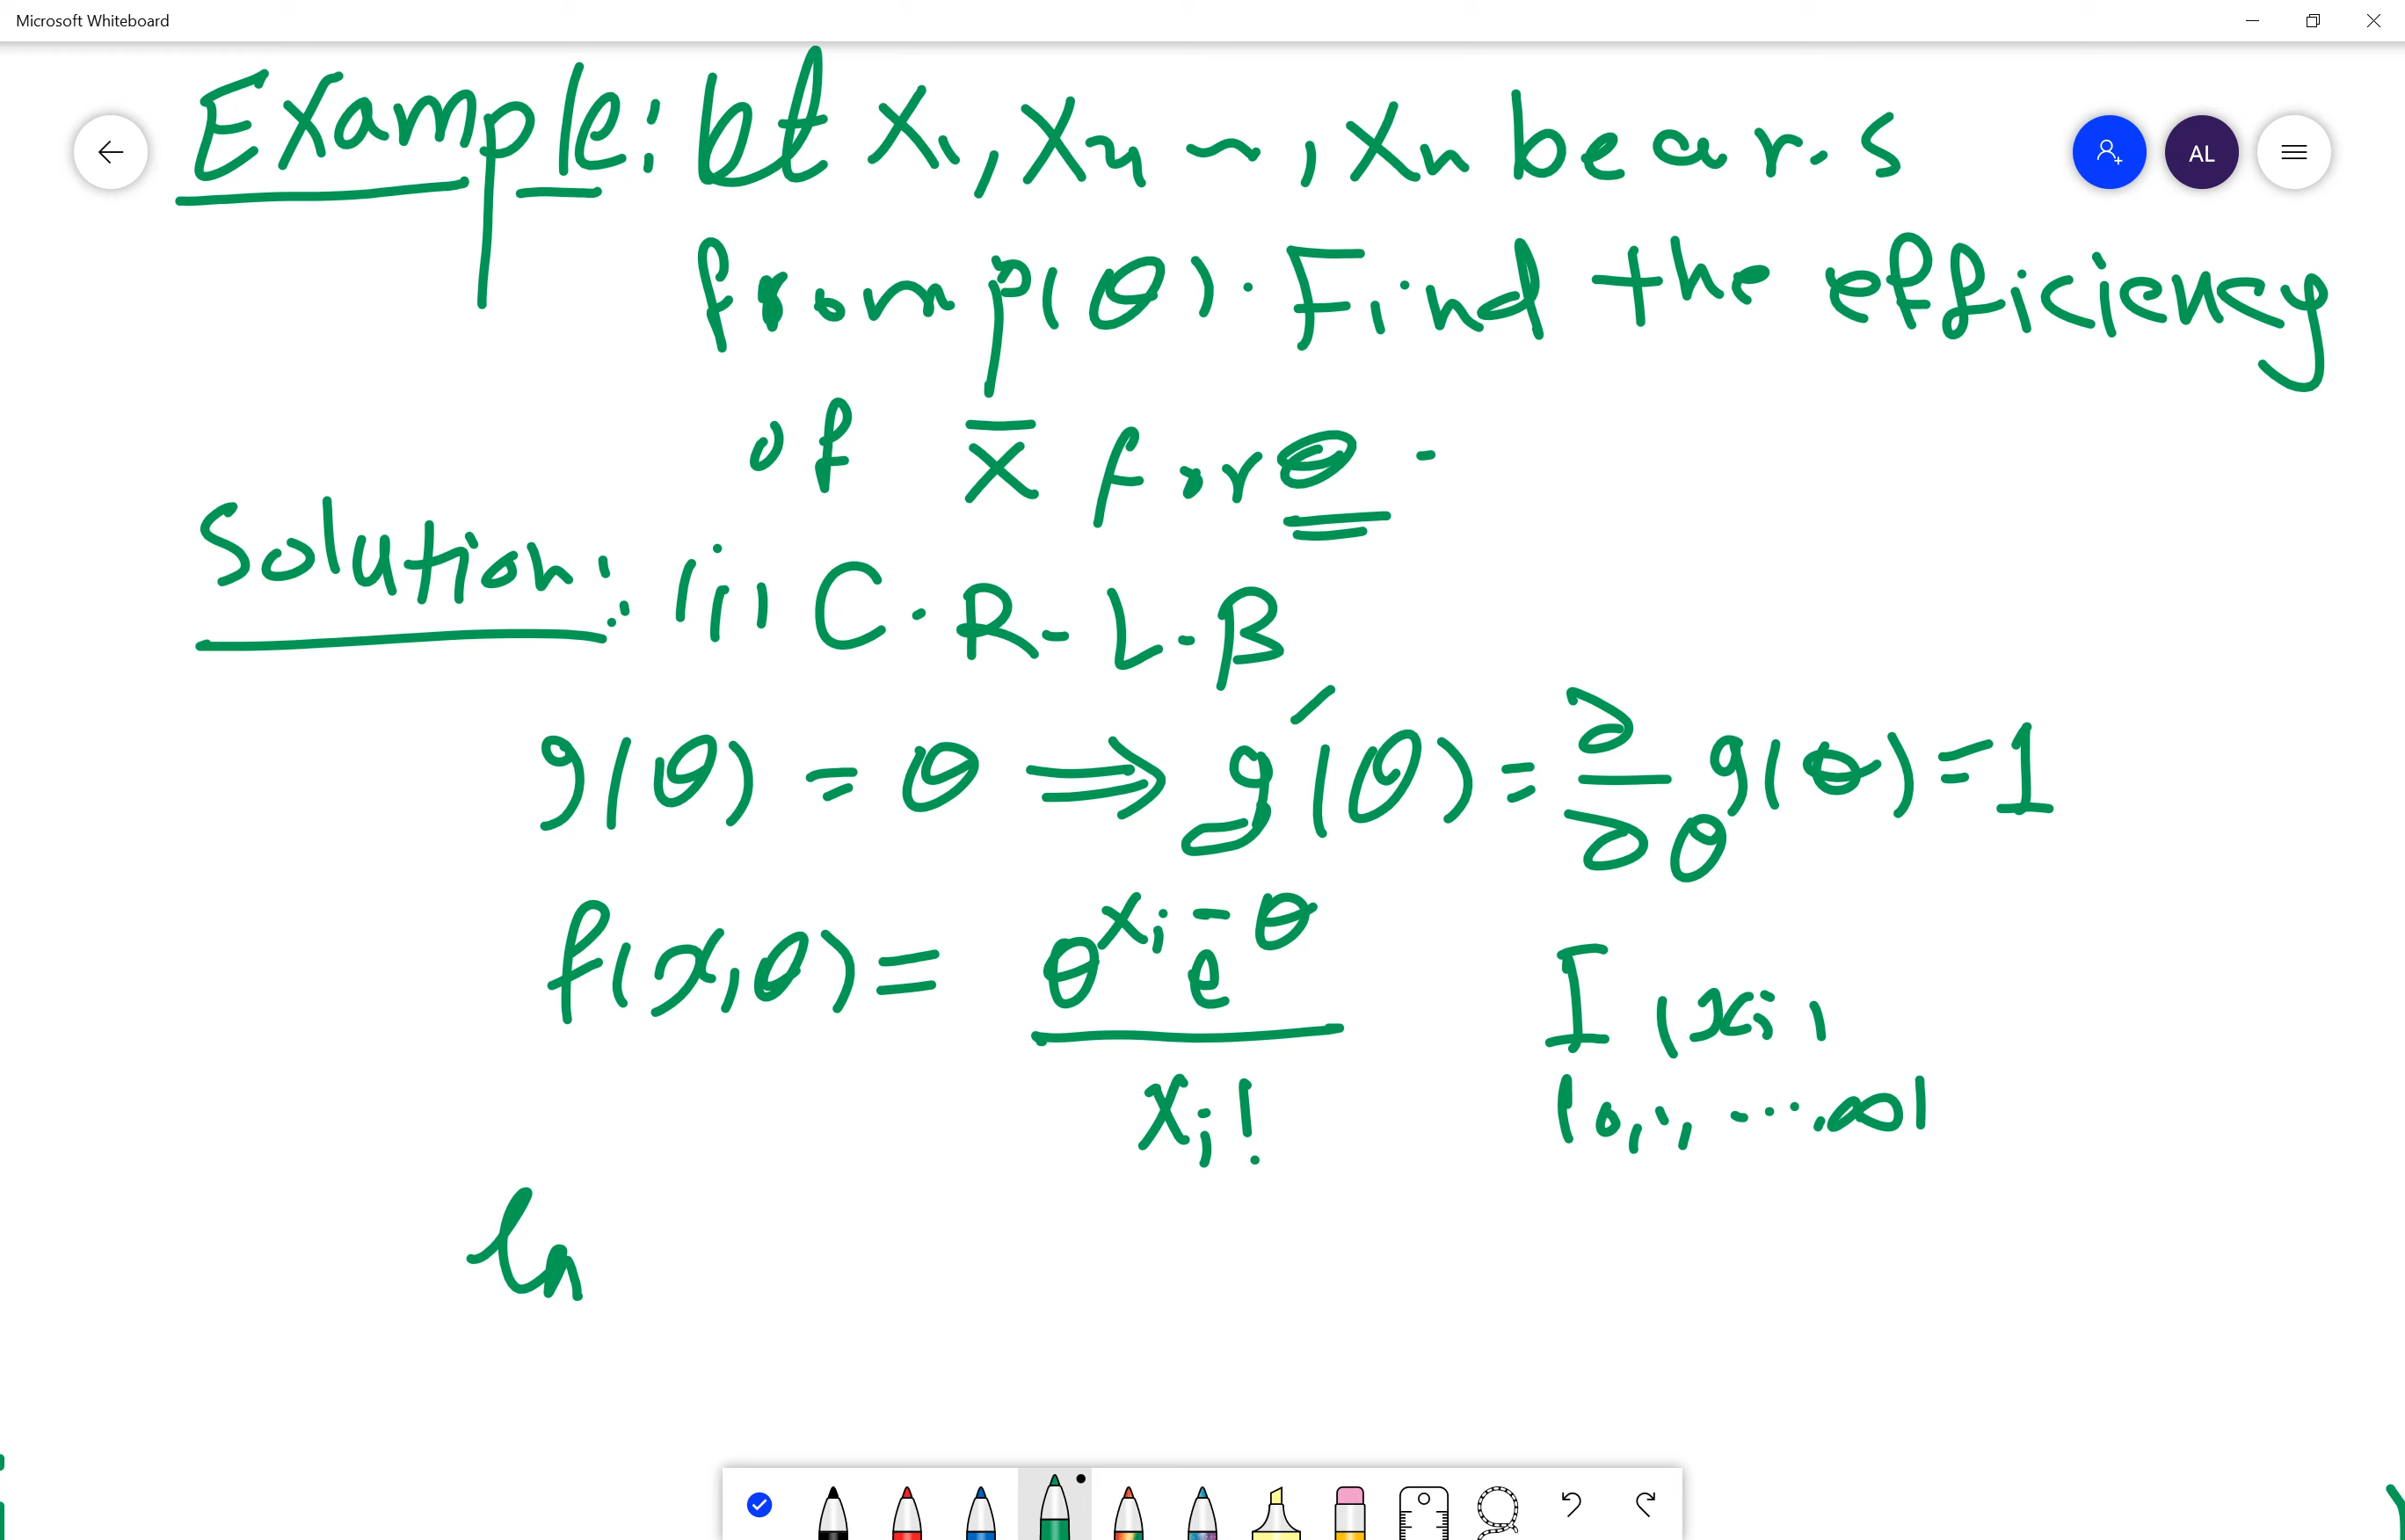 Microsoft Whiteboard
Example: let X₁, X₂, ~, Xn be a r. s
AL
from p(θ). Find the efficiency
of X̅ for θ.
Solution: (i) C.R.L.B
g(θ) = θ ⟹ g′(θ) = ∂/∂θ g(θ) = 1
f(x,θ) = θ^xᵢ e^-θ / xᵢ! I(xᵢ)
(0, 1, ...., ∞)
ln